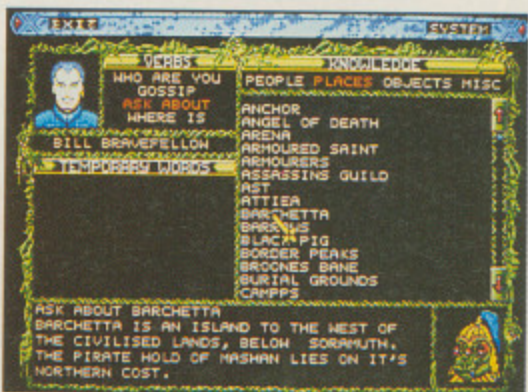 EXIT
SYSTEM
VERBS
WHO ARE YOU
GOSSIP
ASK ABOUT
WHERE IS
BILL BRAVEFELLOW
TEMPORARY WORDS
KNOWLEDGE
PEOPLE PLACES OBJECTS MISC
ANCHOR
ANGEL OF DEATH
ARENA
ARMOURED SAINT
ARMOURERS
ASSASSINS GUILD
AST
ATTIEA
BARCHETTA
BARROWS
BLACK PIG
BORDER PEAKS
BROGNES BANE
BURIAL GROUNDS
CAMPPS
ASK ABOUT BARCHETTA
BARCHETTA IS AN ISLAND TO THE WEST OF
THE CIVILISED LANDS, BELOW SORAMUTH.
THE PIRATE HOLD OF MASHAN LIES ON IT'S
NORTHERN COST.